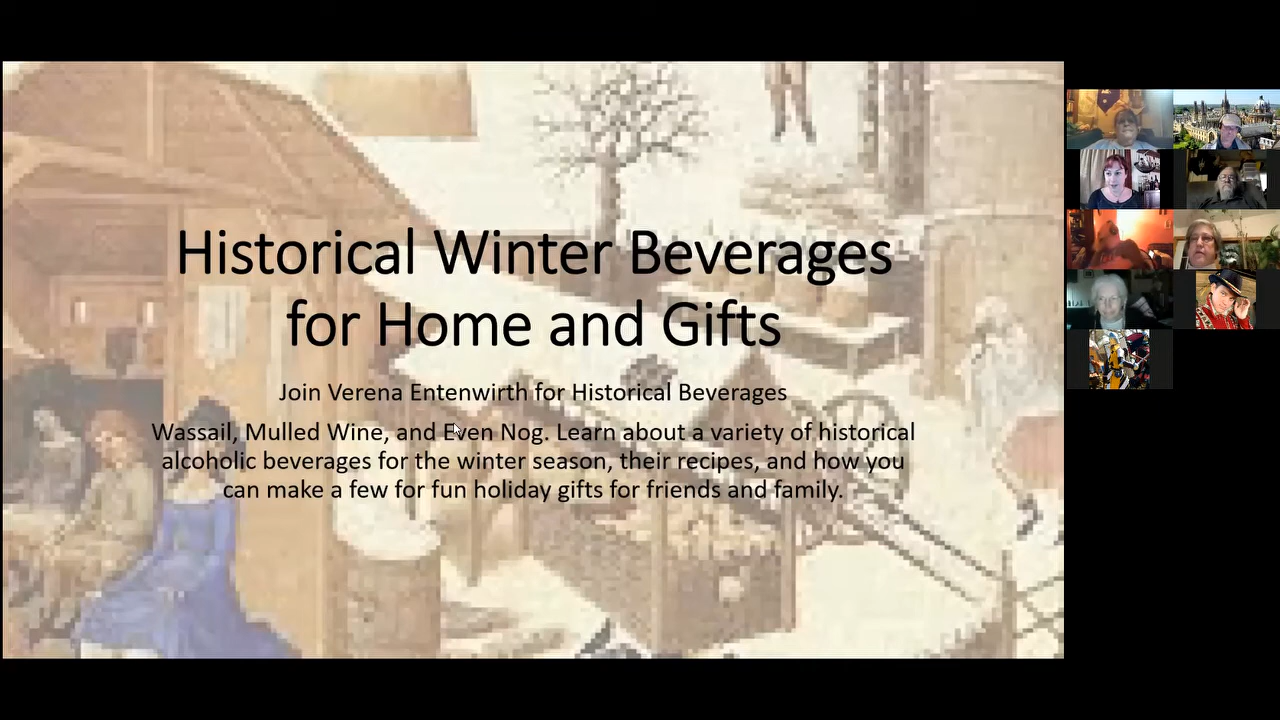 Historical Winter Beverages
for Home and Gifts
Join Verena Entenwirth for Historical Beverages
Wassail, Mulled Wine, and Even Nog. Learn about a variety of historical
alcoholic beverages for the winter season, their recipes, and how you
can make a few for fun holiday gifts for friends and family.